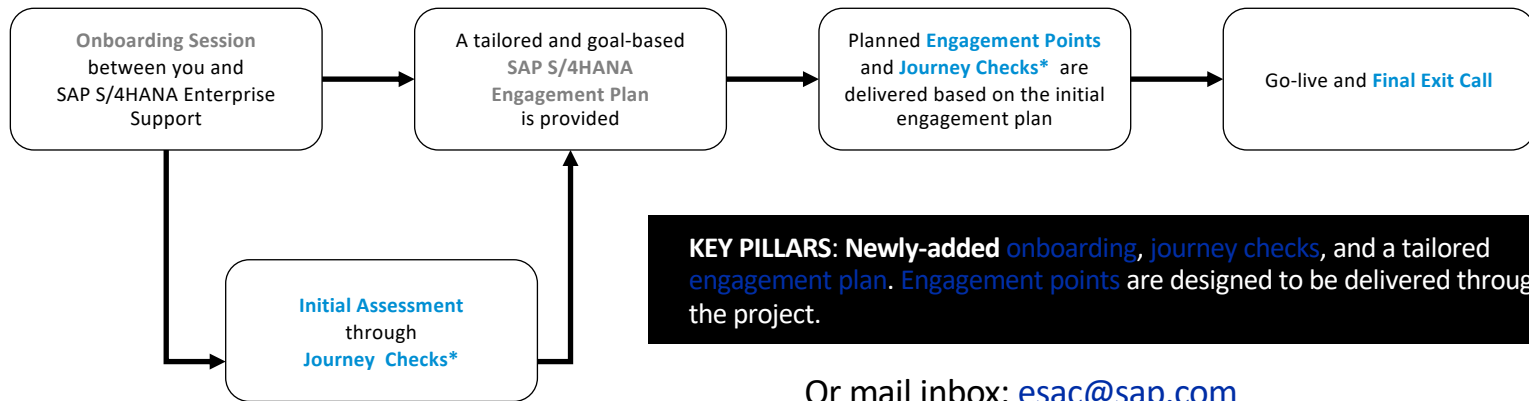 Onboarding Session
between you and
SAP S/4HANA Enterprise
Support
A tailored and goal-based
SAP S/4HANA
Engagement Plan
is provided
Planned Engagement Points
and Journey Checks* are
delivered based on the initial
engagement plan
Go-live and Final Exit Call
Initial Assessment
through
Journey Checks*
KEY PILLARS: Newly-added onboarding, journey checks, and a tailored
engagement plan. Engagement points are designed to be delivered throug
the project.
Or mail inbox: esac@sap.com